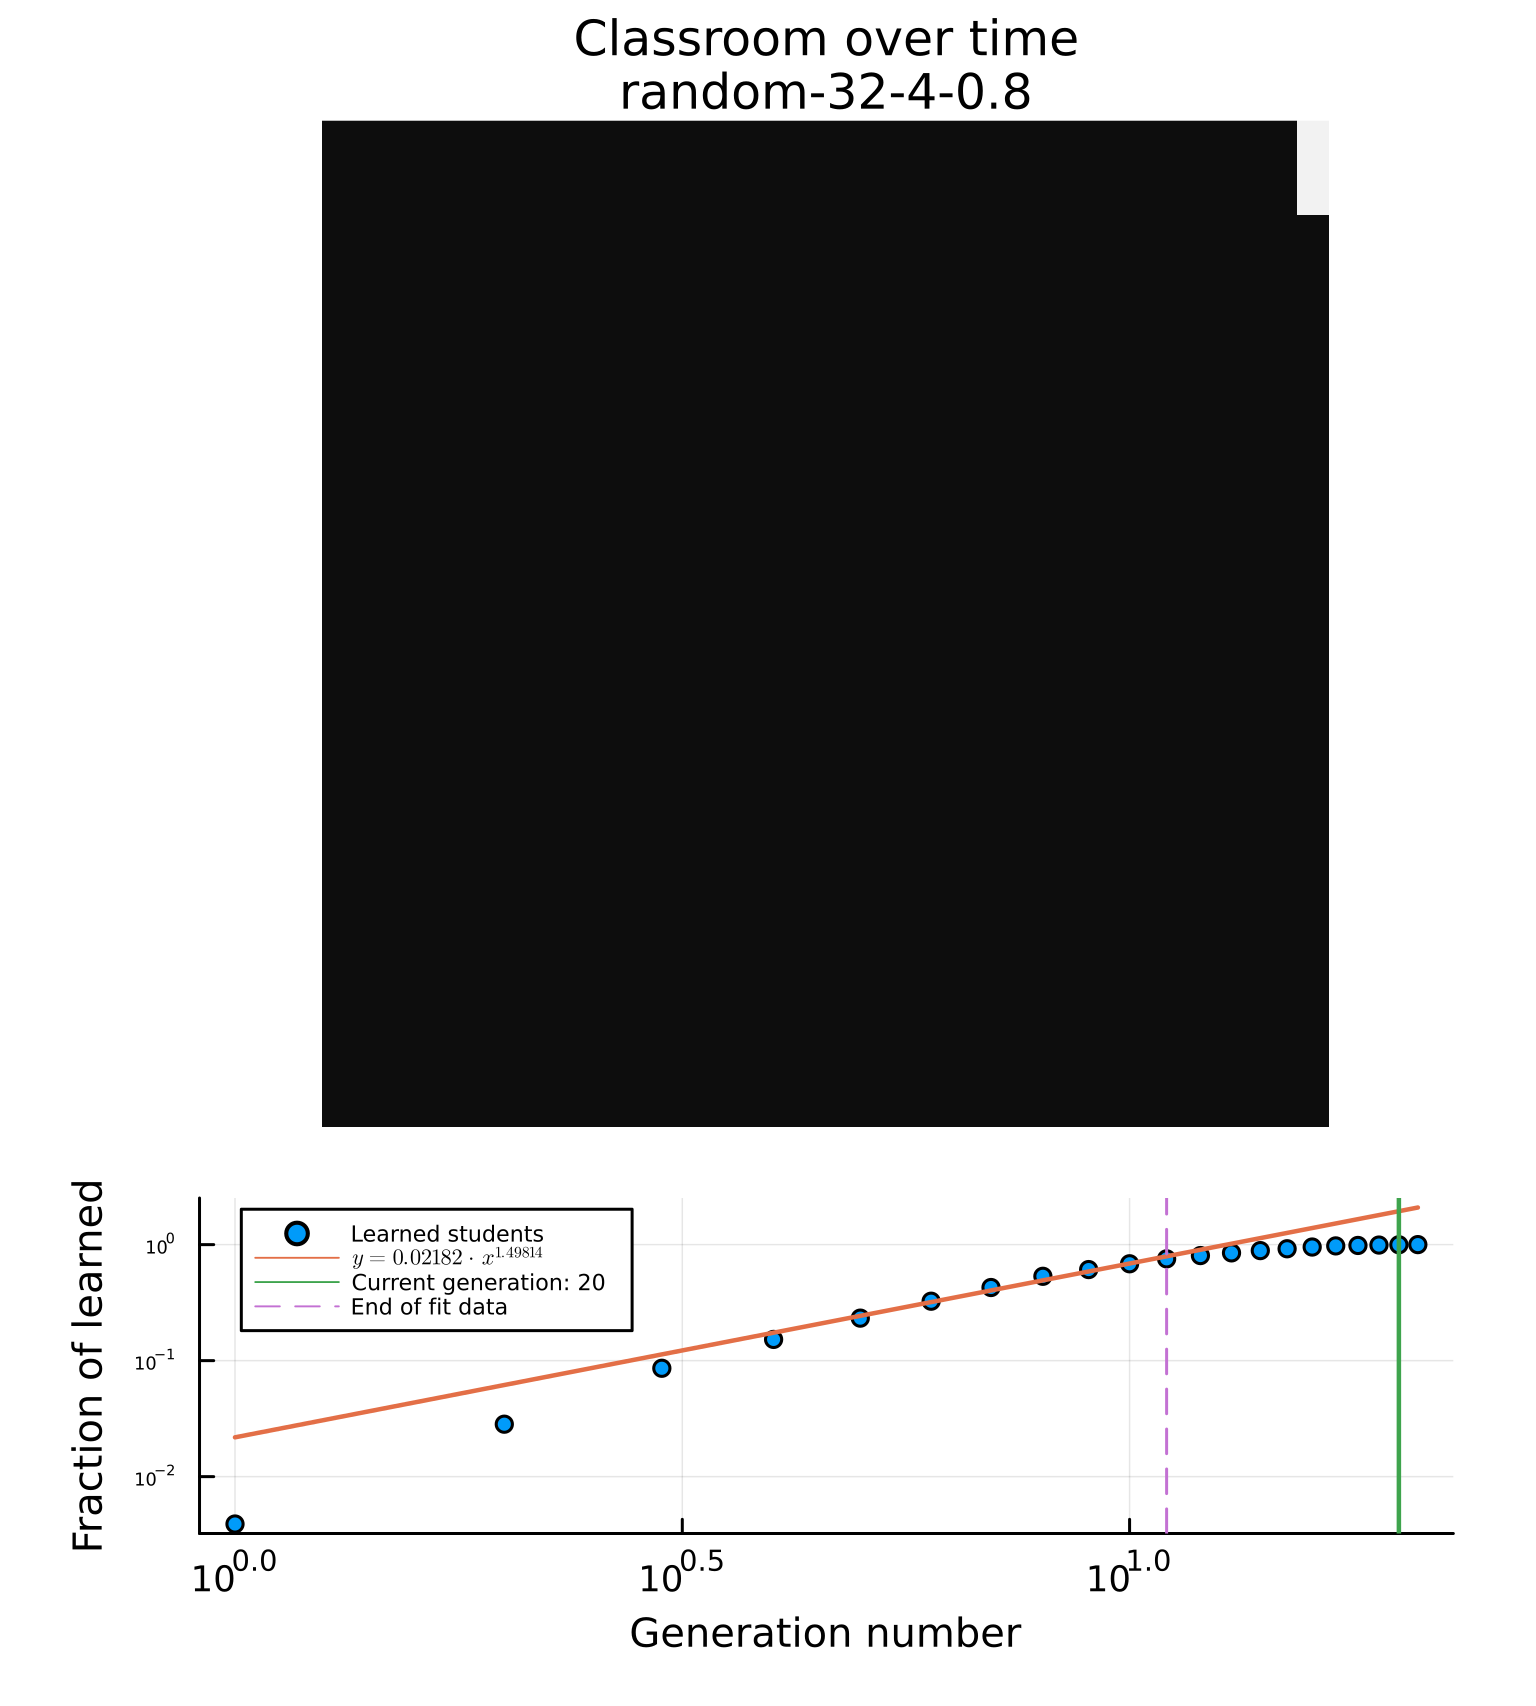 Classroom over time
random-32-4-0.8
Fraction of learned
10⁰
10⁻¹
10⁻²
Learned students
y = 0.02182 · x^1.49814
Current generation: 20
End of fit data
10^0.0 10^0.5 10^1.0
Generation number